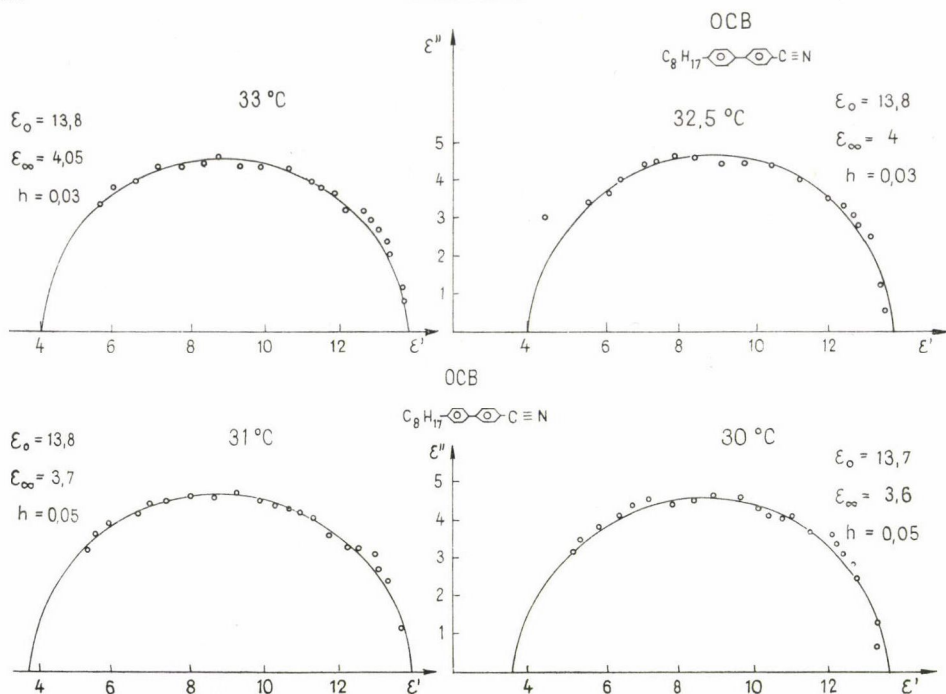 OCB
C₈H₁₇ C≡N
33 °C
ε₀ = 13,8
ε∞ = 4,05
h = 0,03
4 6 8 10 12 ε'
ε''
32,5 °C
ε₀ = 13,8
ε∞ = 4
h = 0,03
5
4
3
2
1
4 6 8 10 12 ε'
OCB
C₈H₁₇ C≡N
31 °C
ε₀ = 13,8
ε∞ = 3,7
h = 0,05
4 6 8 10 12 ε'
ε''
30 °C
ε₀ = 13,7
ε∞ = 3,6
h = 0,05
5
4
3
2
1
4 6 8 10 12 ε'